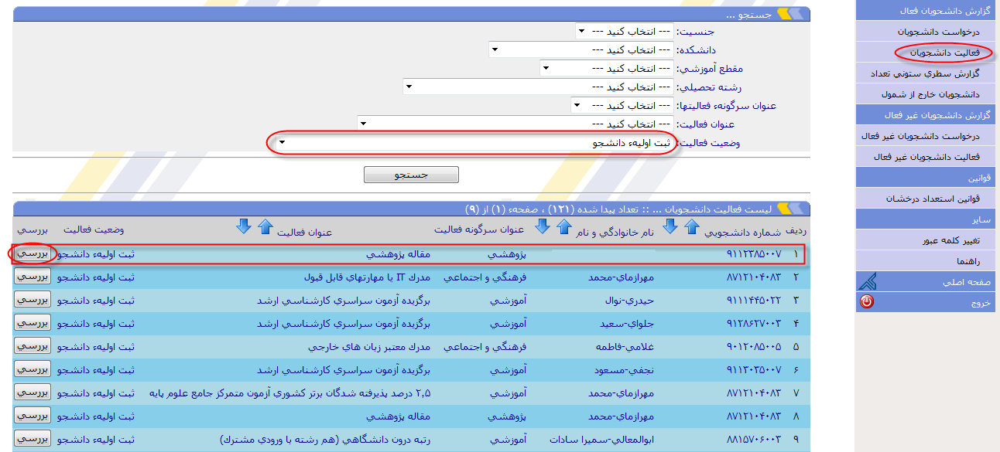 گزارش دانشجويان فعال
درخواست دانشجويان
فعاليت دانشجويان
گزارش سطري ستوني تعداد
دانشجويان خارج از شمول
گزارش دانشجويان غير فعال
درخواست دانشجويان غير فعال
فعاليت دانشجويان غير فعال
قوانين
قوانين استعداد درخشان
ساير
تغيير كلمه عبور
راهنما
صفحه اصلي
خروج
جستجو ...
جنسيت: --- انتخاب كنيد ---
دانشكده: --- انتخاب كنيد ---
مقطع آموزشي: --- انتخاب كنيد ---
رشته تحصيلي: --- انتخاب كنيد ---
عنوان سرگونهء فعاليتها: --- انتخاب كنيد ---
عنوان فعاليت: --- انتخاب كنيد ---
وضعيت فعاليت: ثبت اوليهء دانشجو
جستجو
ليست فعاليت دانشجويان ... :: تعداد پيدا شده (۱۲۱) ، صفحهء (۱) از (۹)
رديف شماره دانشجويي نام خانوادگي و نام عنوان سرگونه فعاليت عنوان فعاليت وضعيت فعاليت بررسي
۱ ۹۱۱۲۳۸۵۰۰۷ پژوهشي مقاله پژوهشي ثبت اوليهء دانشجو بررسي
۲ ۸۷۱۲۱۰۴۰۸۳ مهرازماي-محمد فرهنگي و اجتماعي مدرك IT يا مهارتهاي قابل قبول ثبت اوليهء دانشجو بررسي
۳ ۹۱۱۱۴۴۵۰۲۲ حيدري-نوال آموزشي برگزيده آزمون سراسري كارشناسي ارشد ثبت اوليهء دانشجو بررسي
۴ ۹۱۲۸۶۲۷۰۰۳ جلواي-سعيد آموزشي برگزيده آزمون سراسري كارشناسي ارشد ثبت اوليهء دانشجو بررسي
۵ ۹۰۱۲۰۸۵۰۰۵ غلامي-فاطمه فرهنگي و اجتماعي مدرك معتبر زبان هاي خارجي ثبت اوليهء دانشجو بررسي
۶ ۹۱۱۳۰۳۵۰۰۷ نجفي-مسعود آموزشي برگزيده آزمون سراسري كارشناسي ارشد ثبت اوليهء دانشجو بررسي
۷ ۸۷۱۲۱۰۴۰۸۳ مهرازماي-محمد آموزشي ۲,۵ درصد پذيرفته شدگان برتر كشوري آزمون متمركز جامع علوم پايه ثبت اوليهء دانشجو بررسي
۸ ۸۷۱۲۱۰۴۰۸۳ مهرازماي-محمد پژوهشي مقاله پژوهشي ثبت اوليهء دانشجو بررسي
۹ ۸۸۱۵۷۰۶۰۰۳ ابوالمعالي-سميرا سادات آموزشي رتبه درون دانشگاهي (هم رشته با ورودي مشترك) ثبت اوليهء دانشجو بررسي